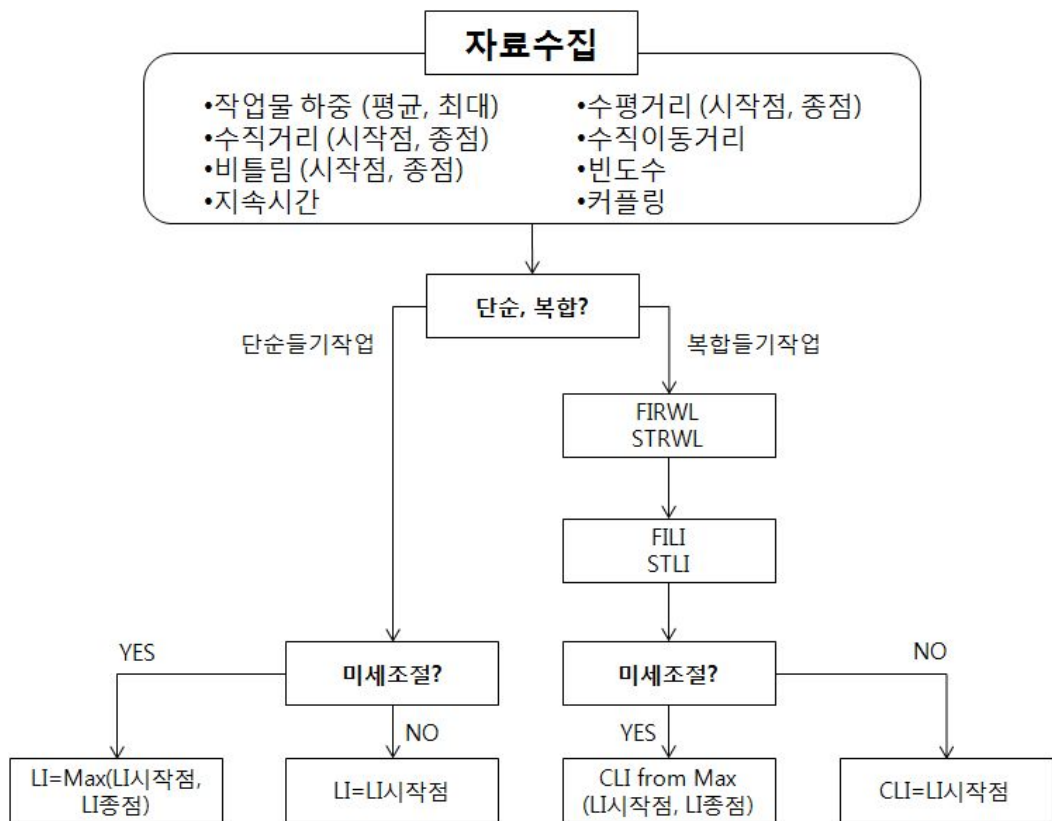 자료수집
•작업물 하중 (평균, 최대)
•수직거리 (시작점, 종점)
•비틀림 (시작점, 종점)
•지속시간
•수평거리 (시작점, 종점)
•수직이동거리
•빈도수
•커플링
단순, 복합?
단순들기작업
복합들기작업
FIRWL
STRWL
FILI
STLI
YES
미세조절?
미세조절?
NO
NO
YES
LI=Max(LI시작점,
LI종점)
LI=LI시작점
CLI from Max
(LI시작점, LI종점)
CLI=LI시작점